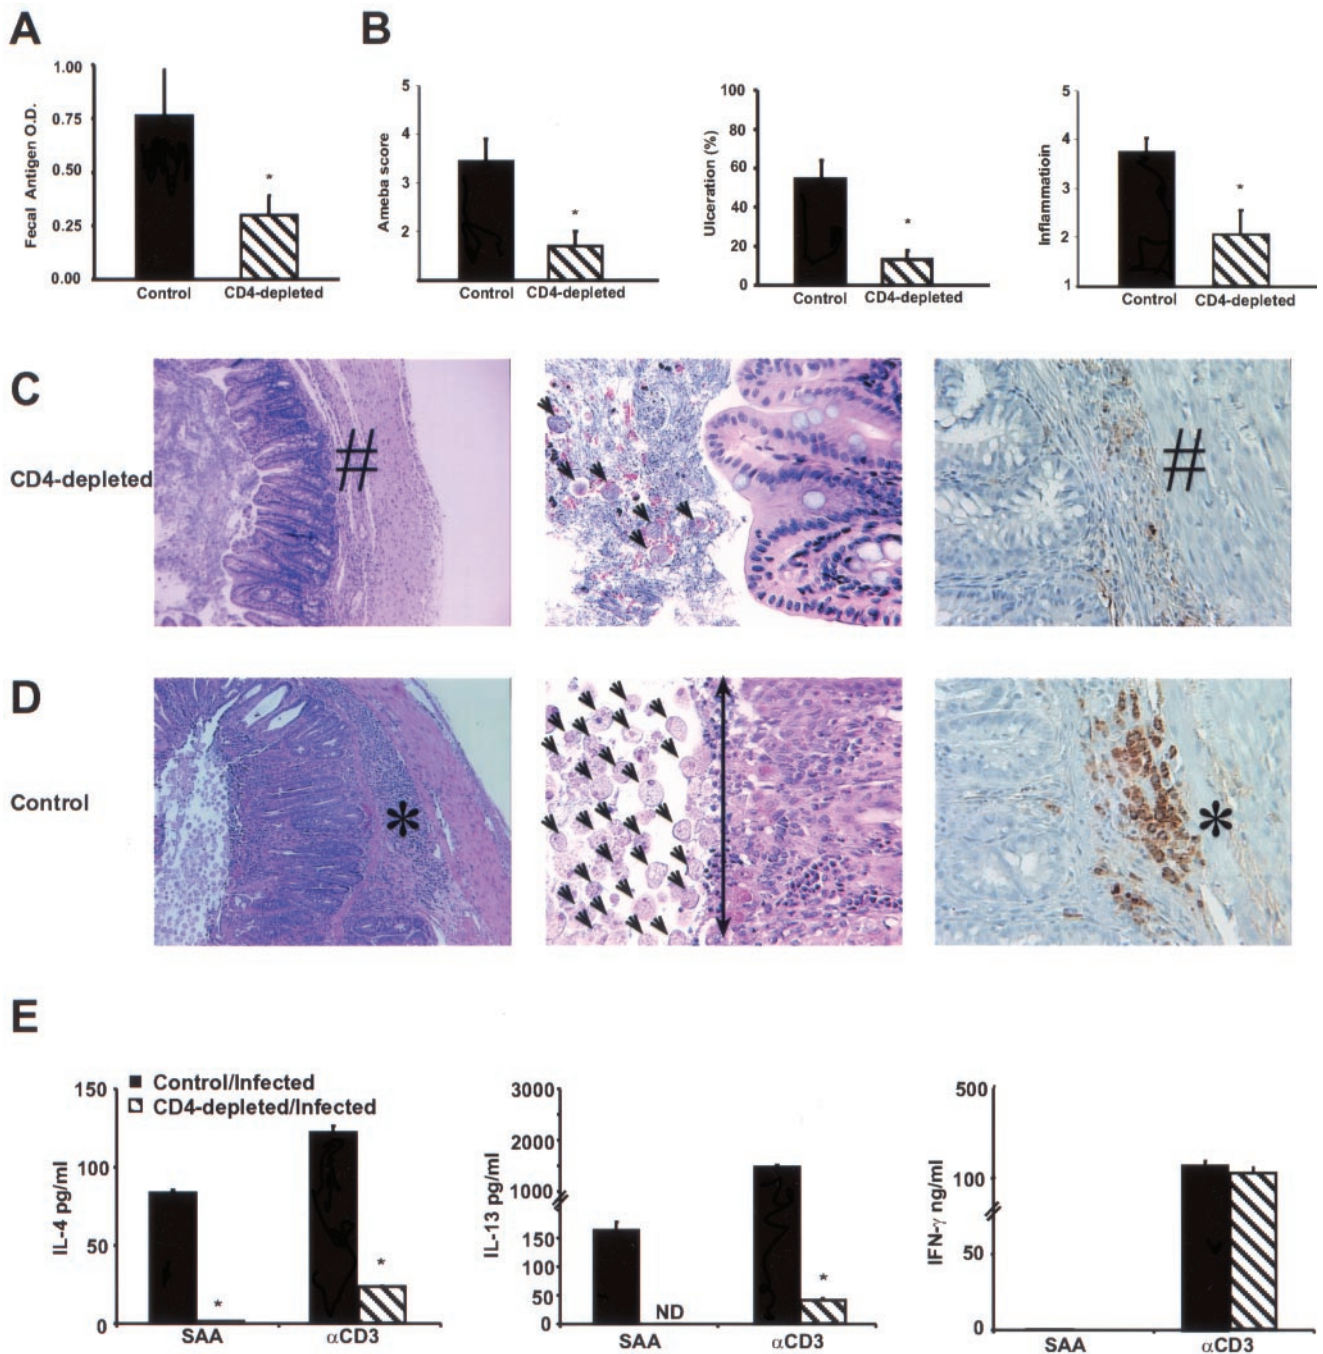 A
B
1.00
0.75
0.50
0.25
0.00
Fecal Antigen O.D.
*
Control
CD4-depleted
5
4
3
2
Ameba score
*
Control
CD4-depleted
100
80
60
40
20
0
Ulceration (%)
*
Control
CD4-depleted
5
4
3
2
1
Inflammatioin
*
Control
CD4-depleted
C
CD4-depleted
#
#
D
Control
*
*
E
Control/Infected
CD4-depleted/Infected
150
100
50
0
IL-4 pg/ml
*
*
SAA
αCD3
3000
2000
1500
1000
150
100
50
0
IL-13 pg/ml
ND
*
SAA
αCD3
500
100
50
0
IFN-γ ng/ml
SAA
αCD3